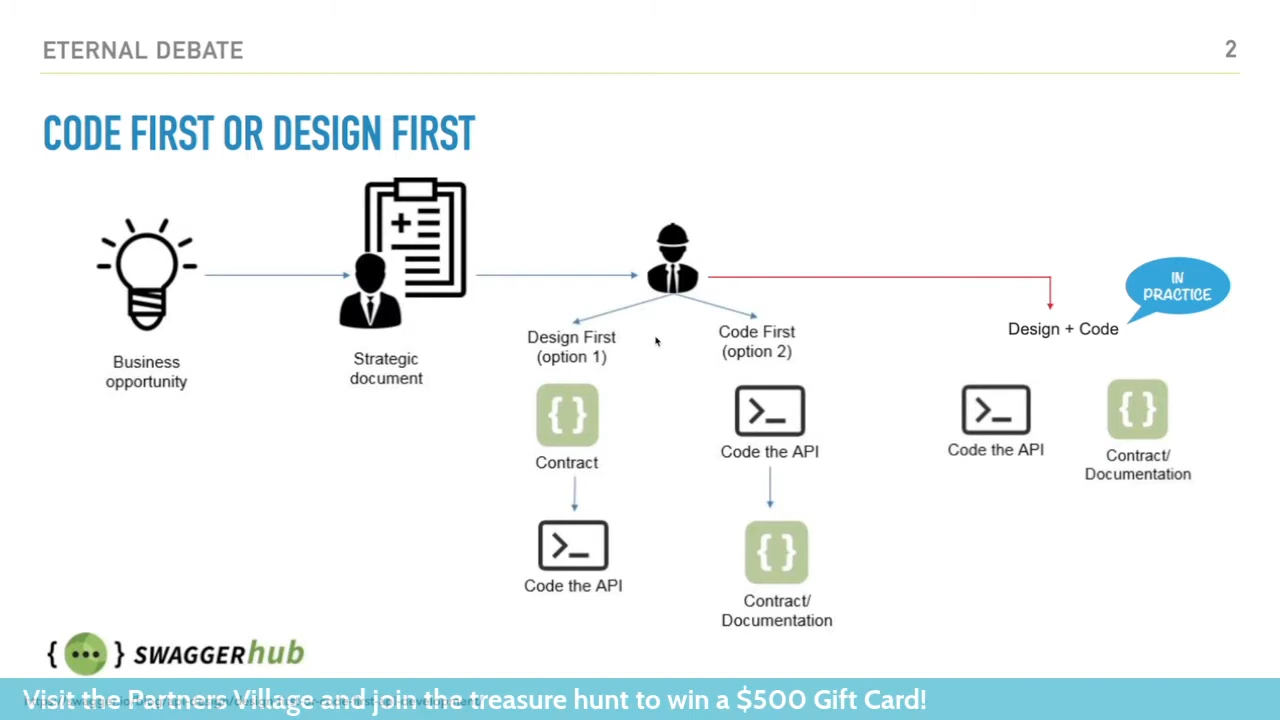 ETERNAL DEBATE
2
CODE FIRST OR DESIGN FIRST
IN
PRACTICE
Design First
(option 1)
Code First
(option 2)
Design + Code
Business
opportunity
Strategic
document
Contract
Code the API
Code the API
Contract/
Documentation
Code the API
Contract/
Documentation
{ ... } SWAGGERhub
Visit the Partners Village and join the treasure hunt to win a $500 Gift Card!